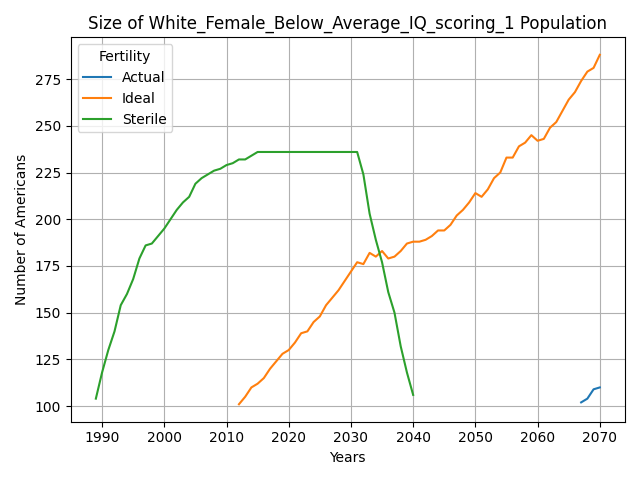 Size of White_Female_Below_Average_IQ_scoring_1 Population
Fertility
Actual
Ideal
Sterile
Number of Americans
275
250
225
200
175
150
125
100
1990 2000 2010 2020 2030 2040 2050 2060 2070
Years